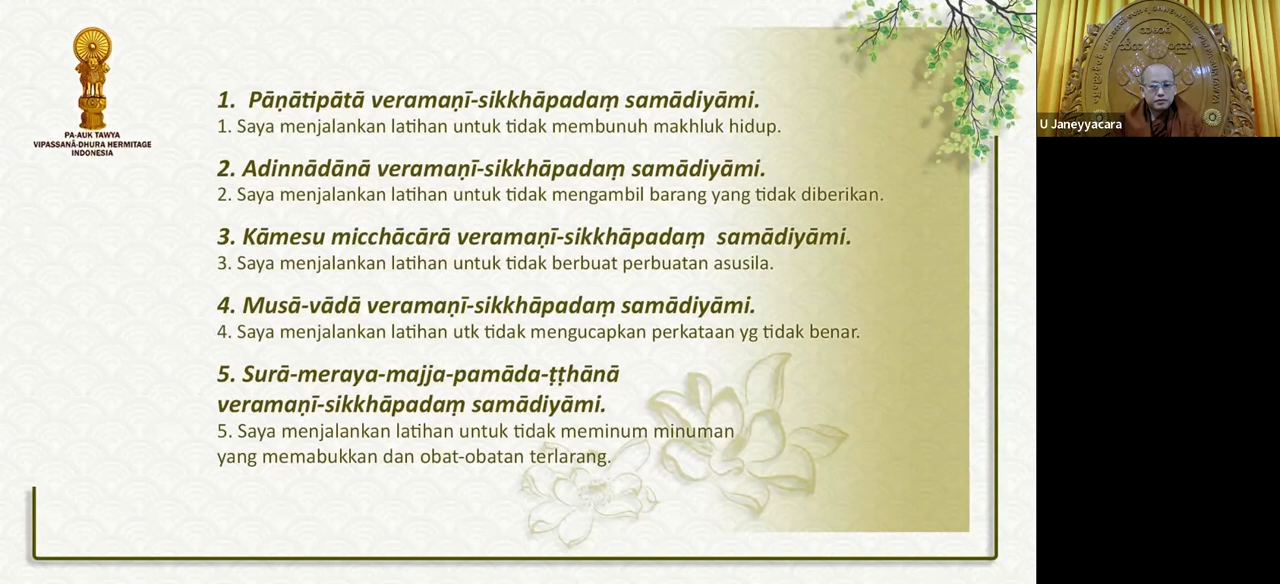 PA-AUK TAWYA
VIPASSANĀ-DHURA HERMITAGE
INDONESIA
1. Pāṇātipātā veramaṇī-sikkhāpadaṃ samādiyāmi.
1. Saya menjalankan latihan untuk tidak membunuh makhluk hidup.
2. Adinnādānā veramaṇī-sikkhāpadaṃ samādiyāmi.
2. Saya menjalankan latihan untuk tidak mengambil barang yang tidak diberikan.
3. Kāmesu micchācārā veramaṇī-sikkhāpadaṃ samādiyāmi.
3. Saya menjalankan latihan untuk tidak berbuat perbuatan asusila.
4. Musā-vādā veramaṇī-sikkhāpadaṃ samādiyāmi.
4. Saya menjalankan latihan utk tidak mengucapkan perkataan yg tidak benar.
5. Surā-meraya-majja-pamāda-ṭṭhānā
veramaṇī-sikkhāpadaṃ samādiyāmi.
5. Saya menjalankan latihan untuk tidak meminum minuman
yang memabukkan dan obat-obatan terlarang.
U Janeyyacara